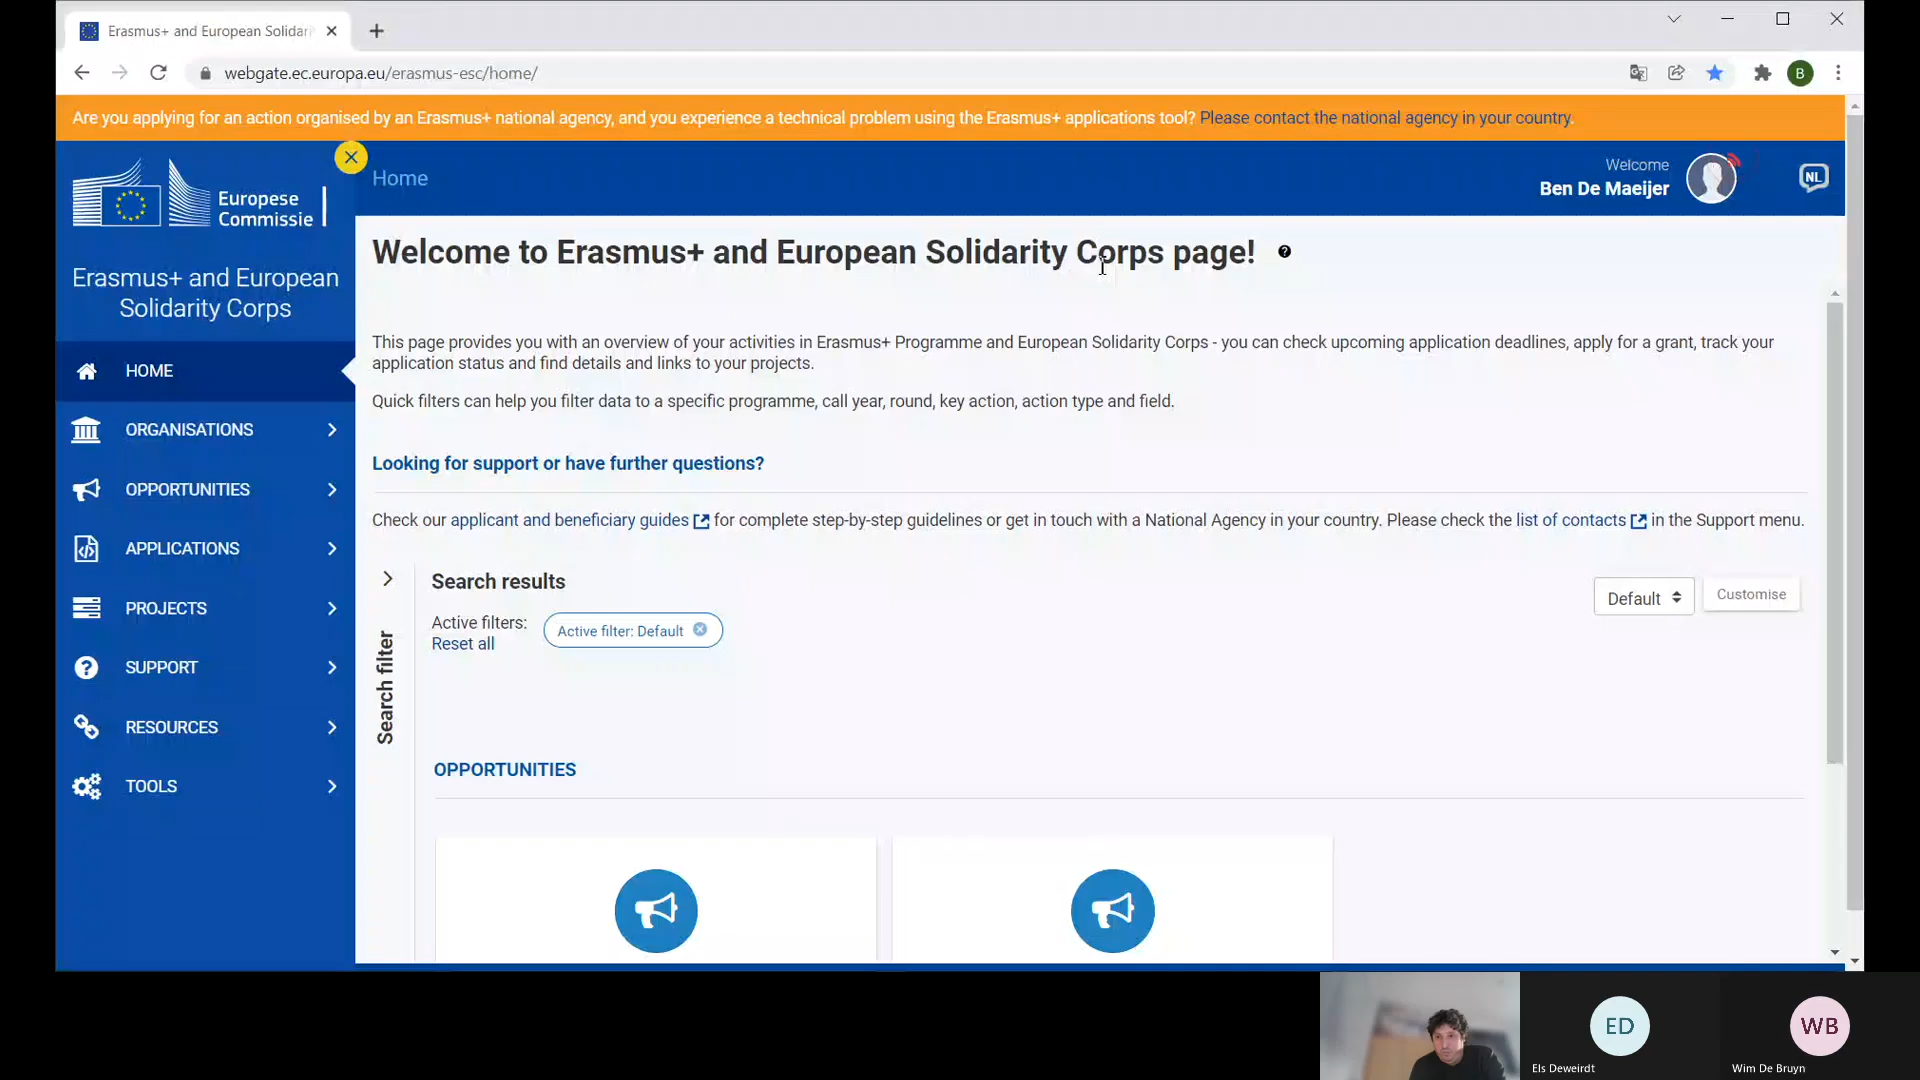 Erasmus+ and European Solidari
webgate.ec.europa.eu/erasmus-esc/home/
B
Are you applying for an action organised by an Erasmus+ national agency, and you experience a technical problem using the Erasmus+ applications tool? Please contact the national agency in your country.
Europese
Commissie
Home
Welcome
Ben De Maeijer
NL
Erasmus+ and European
Solidarity Corps
HOME
ORGANISATIONS
OPPORTUNITIES
APPLICATIONS
PROJECTS
SUPPORT
RESOURCES
TOOLS
Welcome to Erasmus+ and European Solidarity Corps page!
This page provides you with an overview of your activities in Erasmus+ Programme and European Solidarity Corps - you can check upcoming application deadlines, apply for a grant, track your
application status and find details and links to your projects.
Quick filters can help you filter data to a specific programme, call year, round, key action, action type and field.
Looking for support or have further questions?
Check our applicant and beneficiary guides for complete step-by-step guidelines or get in touch with a National Agency in your country. Please check the list of contacts in the Support menu.
Search filter
Search results
Active filters:
Reset all
Active filter: Default
Default
Customise
OPPORTUNITIES
ED
Els Deweirdt
WB
Wim De Bruyn